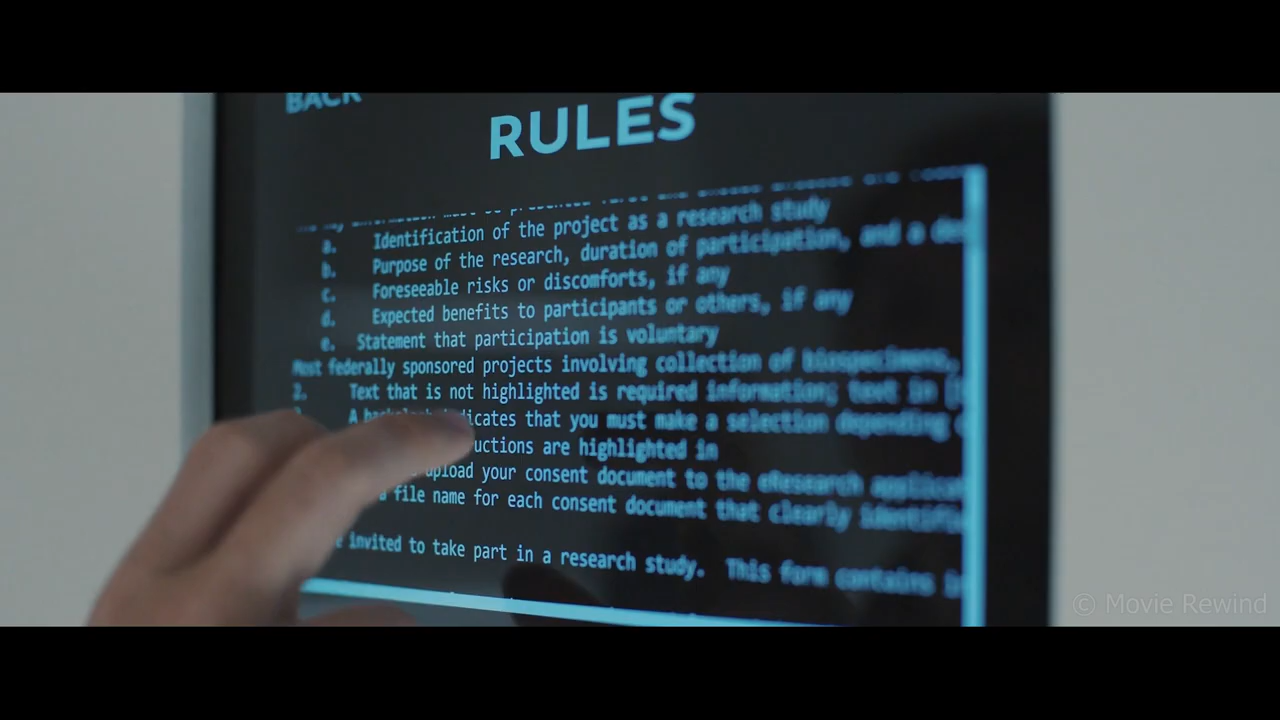 BACK
RULES
a. Identification of the project as a research study
b. Purpose of the research, duration of participation, and a
c. Foreseeable risks or discomforts, if any
d. Expected benefits to participants or others, if any
e. Statement that participation is voluntary
Most federally sponsored projects involving collection of biospecimens,
2. Text that is not highlighted is required information; text in
A indicates that you must make a selection depending
are highlighted in
upload your consent document to the eResearch
a file name for each consent document that clearly
invited to take part in a research study. This form contains
© Movie Rewind